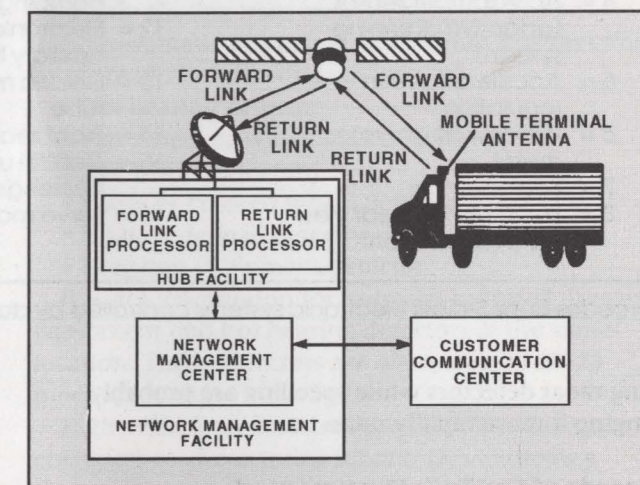 FORWARD
LINK
FORWARD
LINK
RETURN
LINK
RETURN
LINK
MOBILE TERMINAL
ANTENNA
FORWARD
LINK
PROCESSOR
RETURN
LINK
PROCESSOR
HUB FACILITY
NETWORK
MANAGEMENT
CENTER
CUSTOMER
COMMUNICATION
CENTER
NETWORK MANAGEMENT
FACILITY